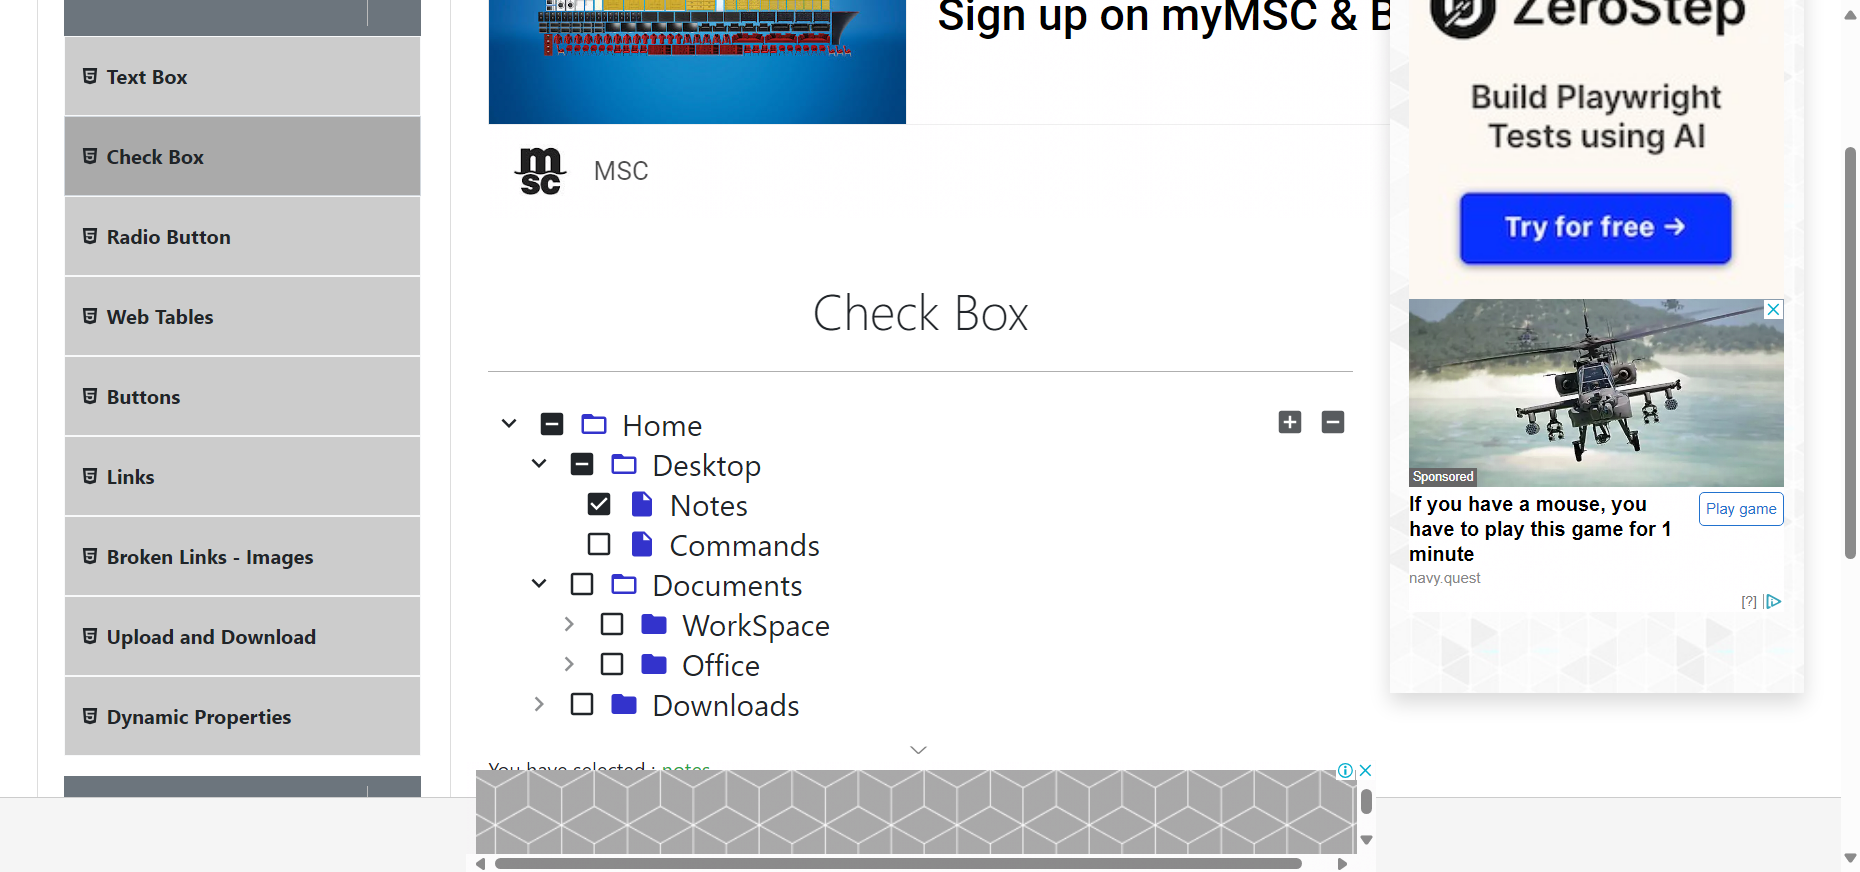 Text Box
Check Box
Radio Button
Web Tables
Buttons
Links
Broken Links - Images
Upload and Download
Dynamic Properties
Sign up on myMSC & B
msc
MSC
Check Box
Home
Desktop
Notes
Commands
Documents
WorkSpace
Office
Downloads
You have selected : notes
ZeroStep
Build Playwright
Tests using AI
Try for free →
Sponsored
If you have a mouse, you
have to play this game for 1
minute
Play game
navy.quest
[?]